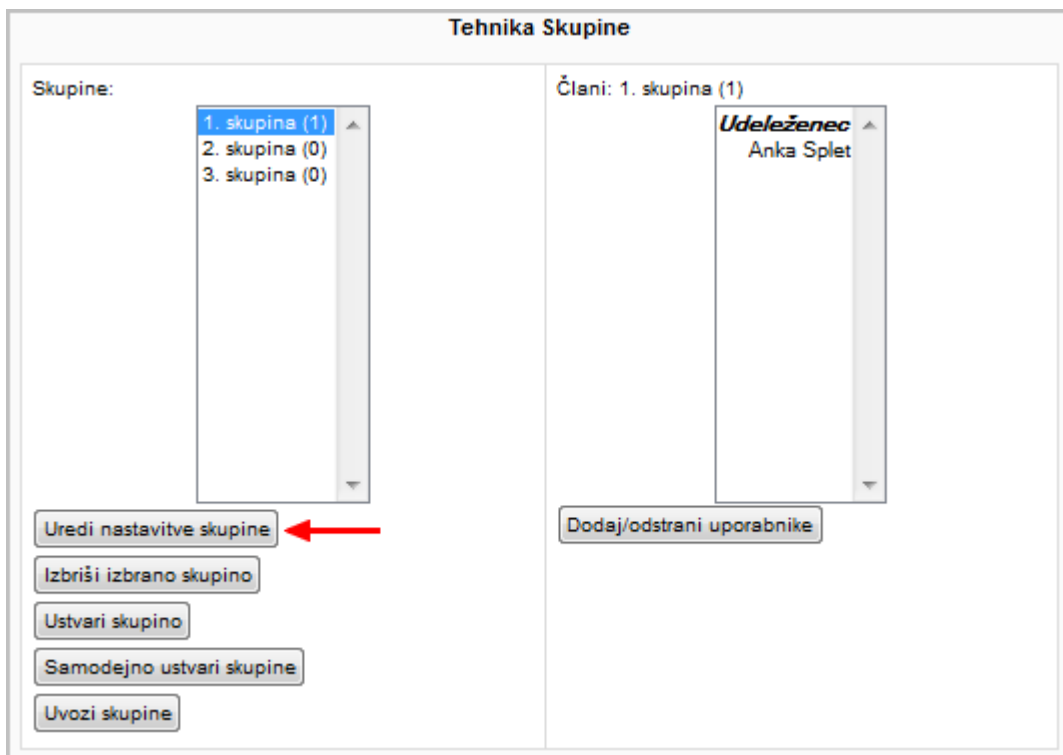 Tehnika Skupine
Skupine:
1. skupina (1)
2. skupina (0)
3. skupina (0)
Uredi nastavitve skupine
Izbriši izbrano skupino
Ustvari skupino
Samodejno ustvari skupine
Uvozi skupine
Člani: 1. skupina (1)
Udeleženec
Anka Splet
Dodaj/odstrani uporabnike